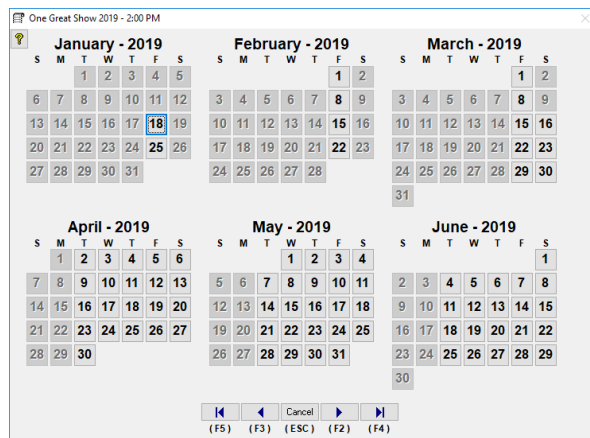 One Great Show 2019 - 2:00 PM
?
January - 2019
S M T W T F S
1 2 3 4 5
6 7 8 9 10 11 12
13 14 15 16 17 18 19
20 21 22 23 24 25 26
27 28 29 30 31
February - 2019
S M T W T F S
1 2
3 4 5 6 7 8 9
10 11 12 13 14 15 16
17 18 19 20 21 22 23
24 25 26 27 28
March - 2019
S M T W T F S
1 2
3 4 5 6 7 8 9
10 11 12 13 14 15 16
17 18 19 20 21 22 23
24 25 26 27 28 29 30
31
April - 2019
S M T W T F S
1 2 3 4 5 6
7 8 9 10 11 12 13
14 15 16 17 18 19 20
21 22 23 24 25 26 27
28 29 30
May - 2019
S M T W T F S
1 2 3 4
5 6 7 8 9 10 11
12 13 14 15 16 17 18
19 20 21 22 23 24 25
26 27 28 29 30 31
June - 2019
S M T W T F S
1
2 3 4 5 6 7 8
9 10 11 12 13 14 15
16 17 18 19 20 21 22
23 24 25 26 27 28 29
30
Cancel
( F5 ) ( F3 ) ( ESC ) ( F2 ) ( F4 )